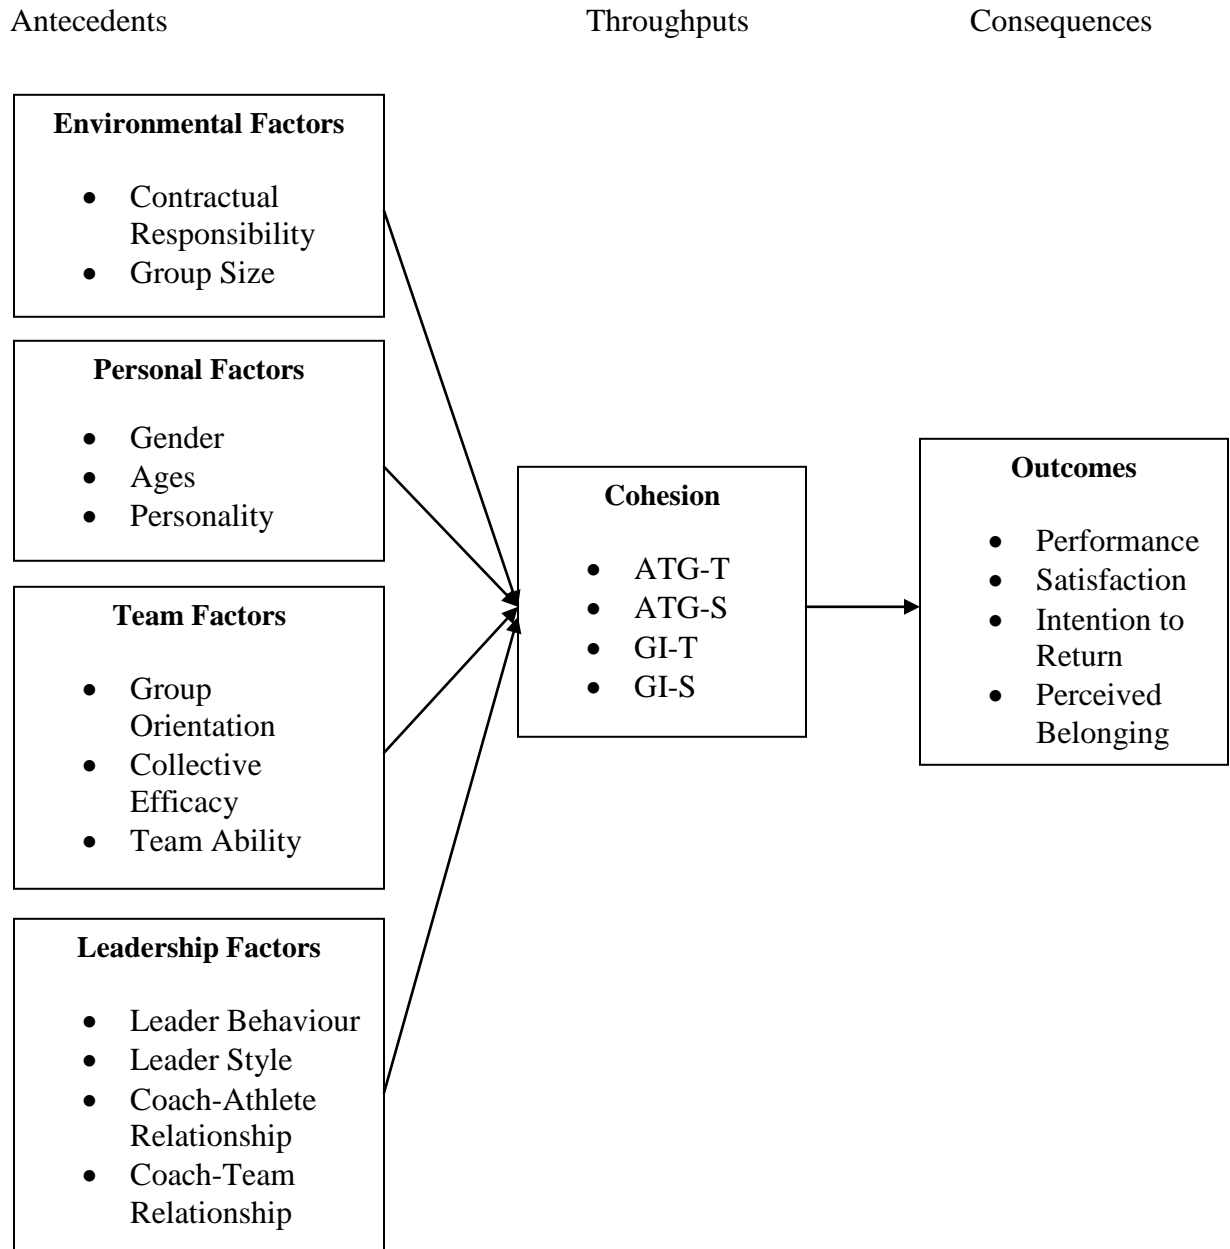 Antecedents
Throughputs
Consequences
Environmental Factors
• Contractual
Responsibility
• Group Size
Personal Factors
• Gender
• Ages
• Personality
Team Factors
• Group
Orientation
• Collective
Efficacy
• Team Ability
Leadership Factors
• Leader Behaviour
• Leader Style
• Coach-Athlete
Relationship
• Coach-Team
Relationship
Cohesion
• ATG-T
• ATG-S
• GI-T
• GI-S
Outcomes
• Performance
• Satisfaction
• Intention to
Return
• Perceived
Belonging